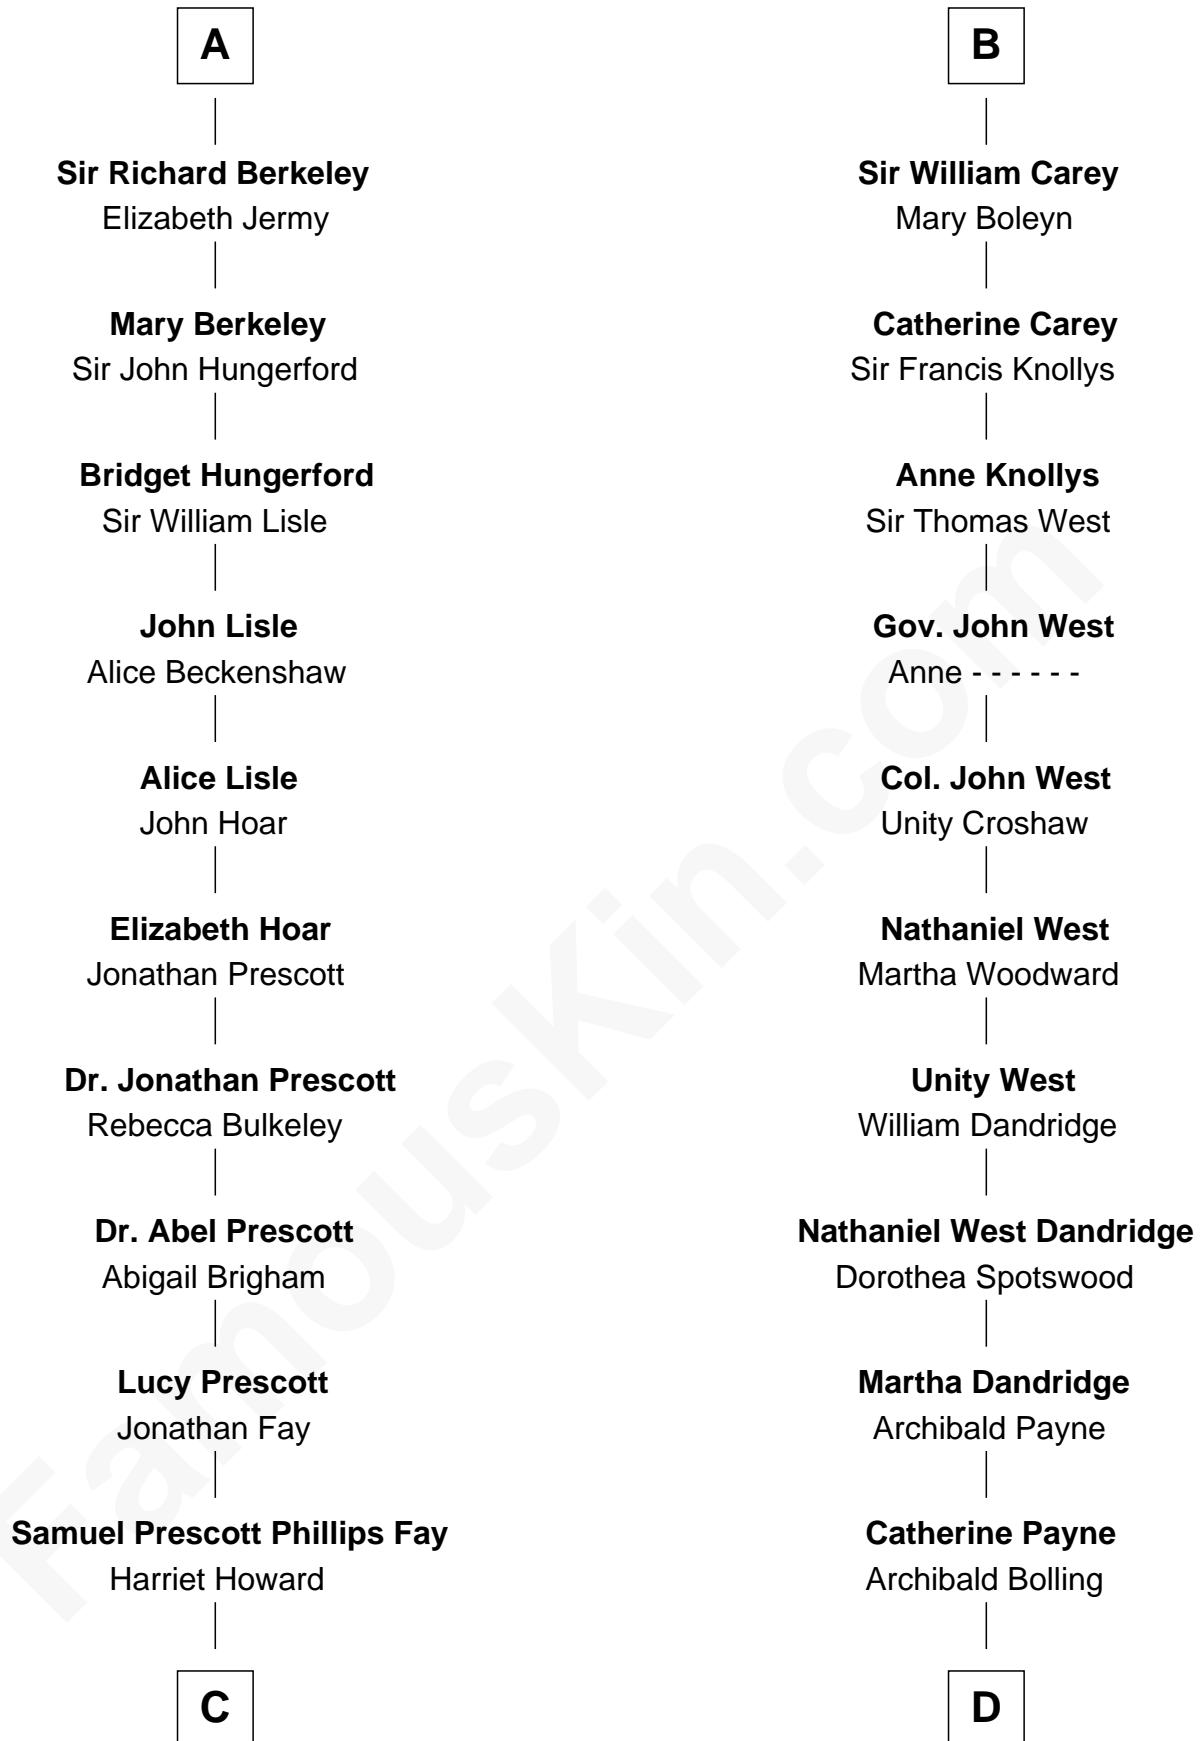 A
Sir Richard Berkeley
Elizabeth Jermy
Mary Berkeley
Sir John Hungerford
Bridget Hungerford
Sir William Lisle
John Lisle
Alice Beckenshaw
Alice Lisle
John Hoar
Elizabeth Hoar
Jonathan Prescott
Dr. Jonathan Prescott
Rebecca Bulkeley
Dr. Abel Prescott
Abigail Brigham
Lucy Prescott
Jonathan Fay
Samuel Prescott Phillips Fay
Harriet Howard
C
B
Sir William Carey
Mary Boleyn
Catherine Carey
Sir Francis Knollys
Anne Knollys
Sir Thomas West
Gov. John West
Anne - - - - - -
Col. John West
Unity Croshaw
Nathaniel West
Martha Woodward
Unity West
William Dandridge
Nathaniel West Dandridge
Dorothea Spotswood
Martha Dandridge
Archibald Payne
Catherine Payne
Archibald Bolling
D
FamousKin.com